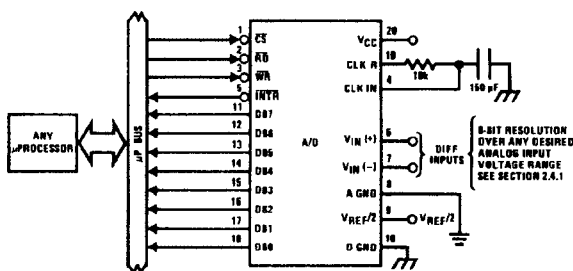 ANY
μPROCESSOR
μP BUS
1 CS
2 RD
3 WR
5 INTR
11 DB7
12 DB6
13 DB5
14 DB4
15 DB3
16 DB2
17 DB1
18 DB0
A/D
VCC 20
CLK R 19
10k
150 pF
CLK IN 4
VIN (+) 6
VIN (−) 7
DIFF
INPUTS
8-BIT RESOLUTION
OVER ANY DESIRED
ANALOG INPUT
VOLTAGE RANGE
SEE SECTION 2.4.1
A GND 8
VREF/2 9 VREF/2
D GND 10